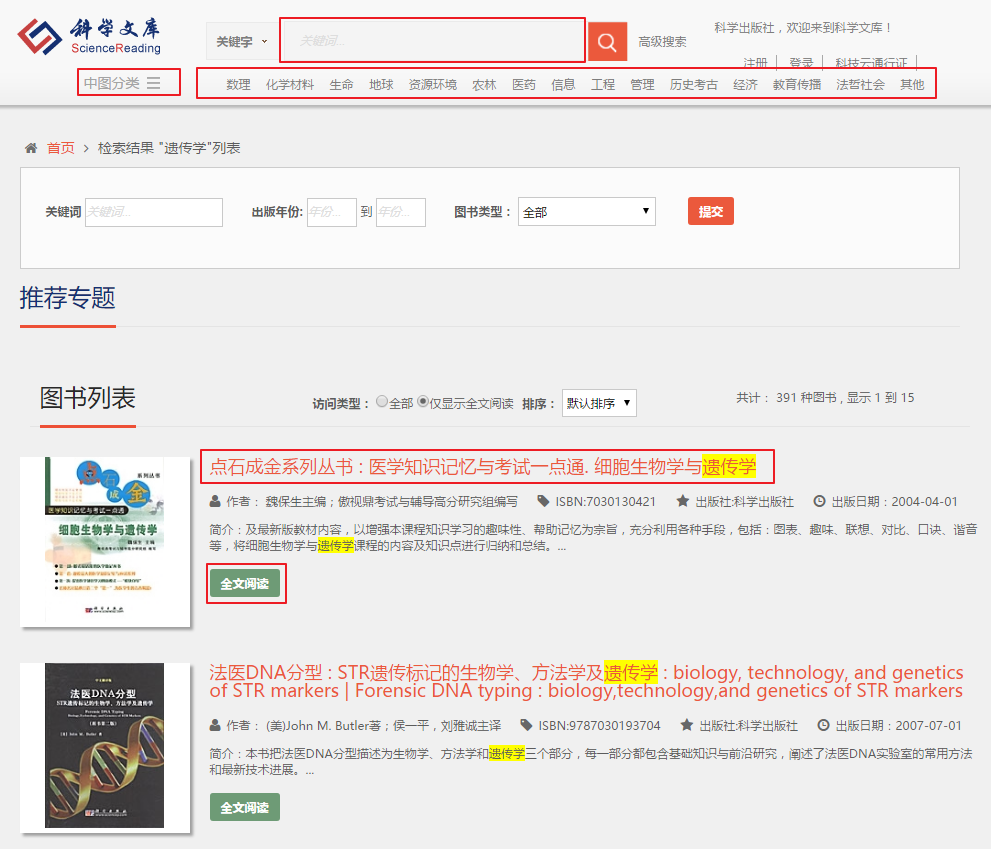 科学文库
ScienceReading
关键字
关键词...
高级搜索
科学出版社，欢迎来到科学文库！
注册 登录 科技云通行证
中图分类
数理 化学材料 生命 地球 资源环境 农林 医药 信息 工程 管理 历史考古 经济 教育传播 法哲社会 其他
首页 > 检索结果 "遗传学"列表
关键词 关键词... 出版年份: 年份... 到 年份... 图书类型： 全部 提交
推荐专题
图书列表
访问类型： 全部 仅显示全文阅读 排序： 默认排序
共计： 391 种图书 , 显示 1 到 15
点石成金系列丛书 : 医学知识记忆与考试一点通. 细胞生物学与遗传学
作者： 魏保生主编；傲视鼎考试与辅导高分研究组编写 ISBN:7030130421 出版社:科学出版社 出版日期：2004-04-01
简介：及最新版教材内容，以增强本课程知识学习的趣味性、帮助记忆为宗旨，充分利用各种手段，包括：图表、趣味、联想、对比、口诀、谐音
等，将细胞生物学与遗传学课程的内容及知识点进行归纳和总结。...
全文阅读
系列丛书
点石成金
医学知识记忆与考试一点通
细胞生物学与遗传学
法医DNA分型 : STR遗传标记的生物学、方法学及遗传学 : biology, technology, and genetics
of STR markers | Forensic DNA typing : biology,technology,and genetics of STR markers
作者： (美)John M. Butler著；侯一平，刘雅诚主译 ISBN:9787030193704 出版社:科学出版社 出版日期：2007-07-01
简介：本书把法医DNA分型描述为生物学、方法学和遗传学三个部分，每一部分都包含基础知识与前沿研究，阐述了法医DNA实验室的常用方法
和最新技术进展。...
全文阅读
法医DNA分型
STR遗传标记的生物学、方法学及遗传学
Forensic DNA Typing